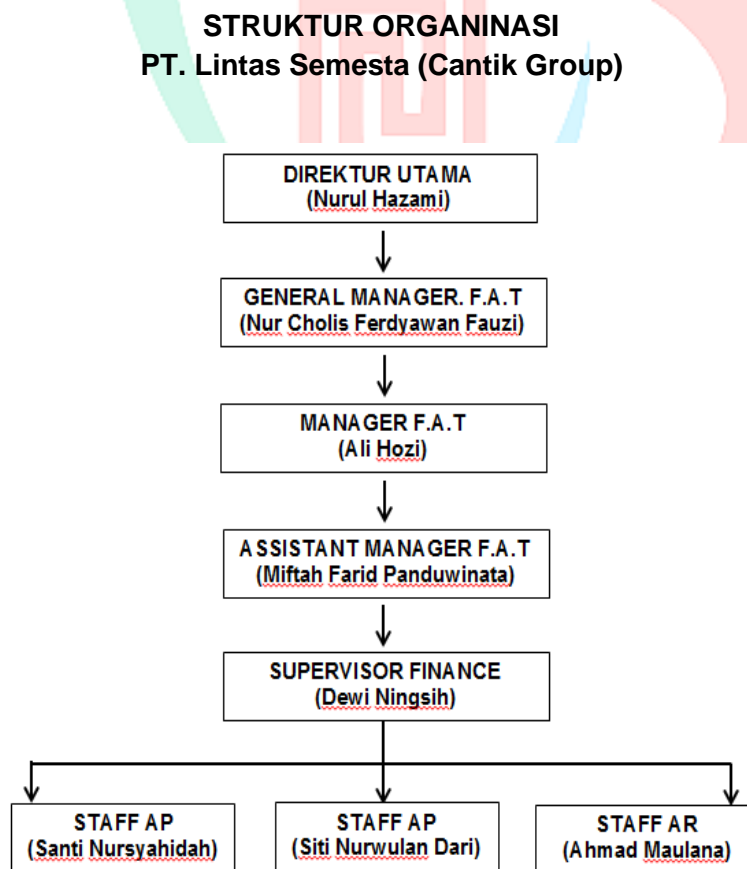 STRUKTUR ORGANINASI
PT. Lintas Semesta (Cantik Group)
DIREKTUR UTAMA
(Nurul Hazami)
GENERAL MANAGER. F.A.T
(Nur Cholis Ferdyawan Fauzi)
MANAGER F.A.T
(Ali Hozi)
ASSISTANT MANAGER F.A.T
(Miftah Farid Panduwinata)
SUPERVISOR FINANCE
(Dewi Ningsih)
STAFF AP
(Santi Nursyahidah)
STAFF AP
(Siti Nurwulan Dari)
STAFF AR
(Ahmad Maulana)